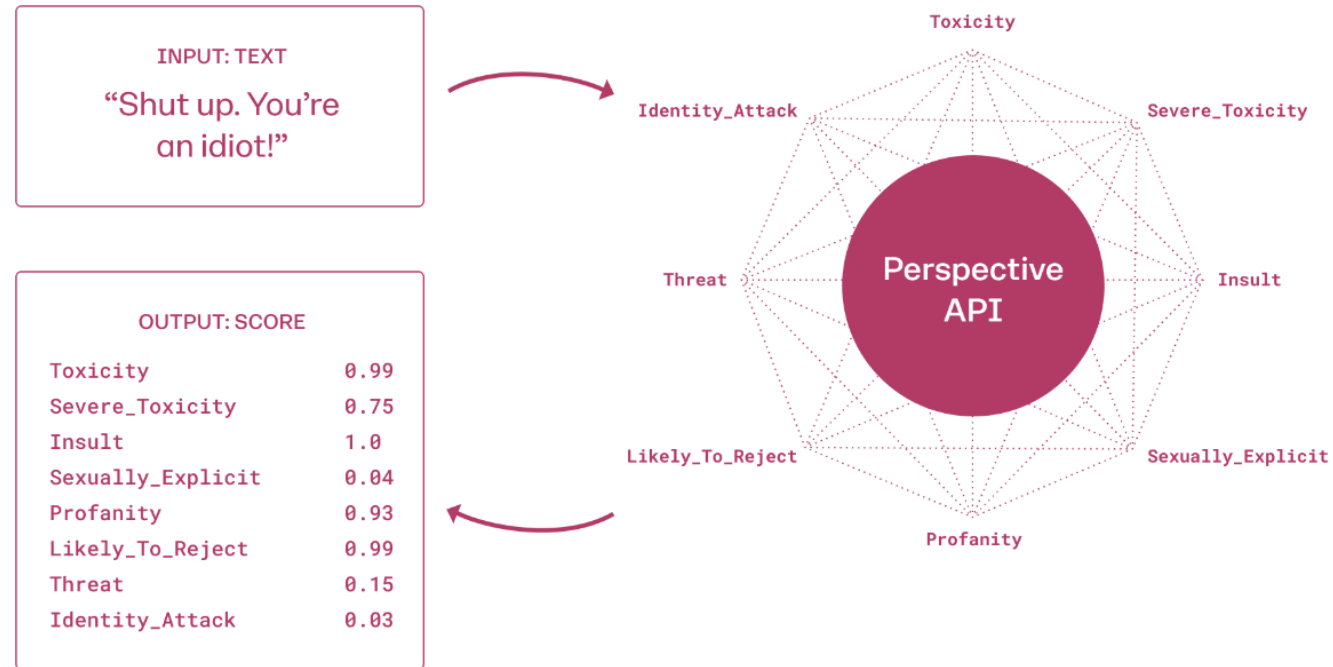 INPUT: TEXT
“Shut up. You’re
an idiot!”
OUTPUT: SCORE
Toxicity 0.99
Severe_Toxicity 0.75
Insult 1.0
Sexually_Explicit 0.04
Profanity 0.93
Likely_To_Reject 0.99
Threat 0.15
Identity_Attack 0.03
Toxicity
Identity_Attack
Severe_Toxicity
Threat
Perspective
API
Insult
Likely_To_Reject
Sexually_Explicit
Profanity